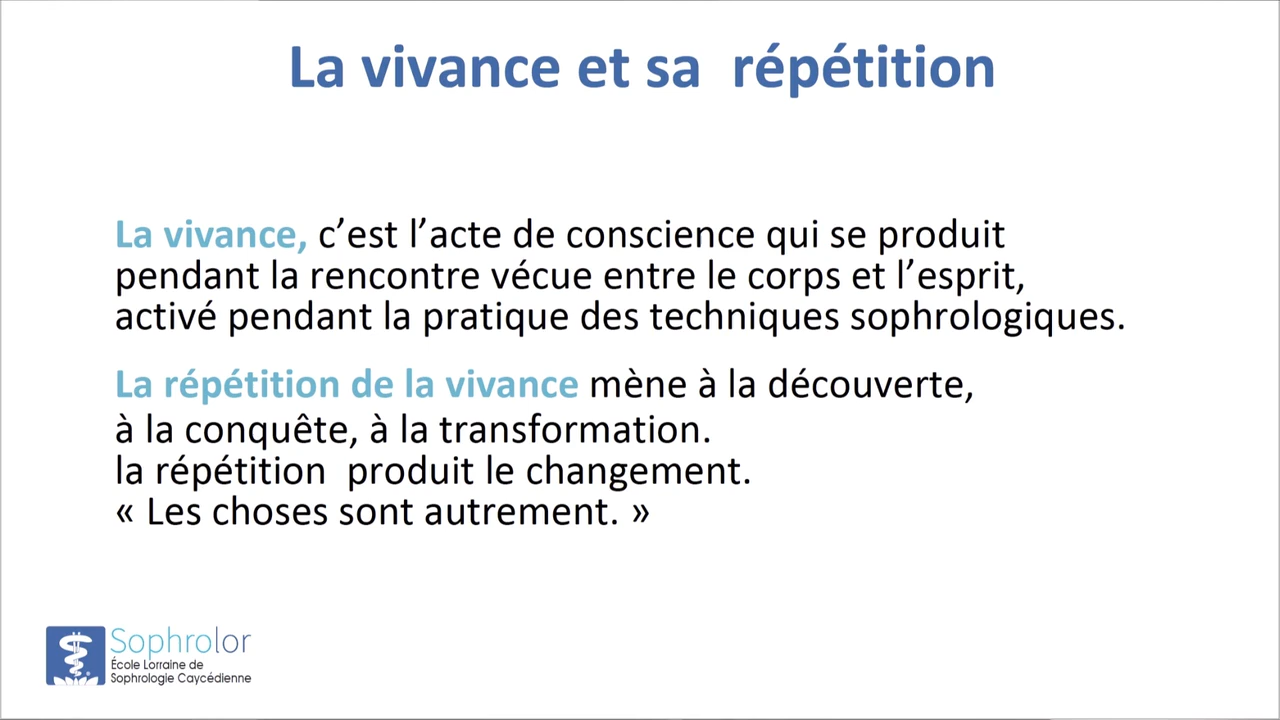 La vivance et sa  répétition
La vivance, c’est l’acte de conscience qui se produit
pendant la rencontre vécue entre le corps et l’esprit,
activé pendant la pratique des techniques sophrologiques.
La répétition de la vivance mène à la découverte,
à la conquête, à la transformation.
la répétition  produit le changement.
« Les choses sont autrement. »
Sophrolor
École Lorraine de
Sophrologie Caycédienne